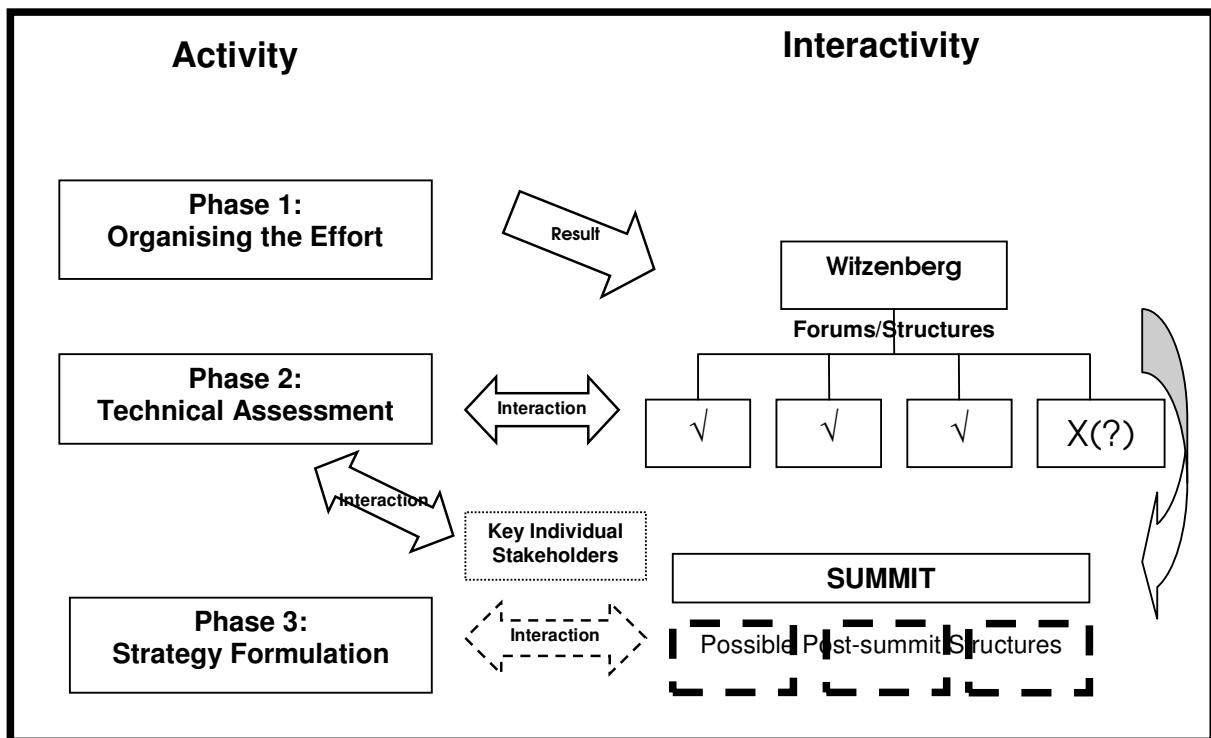 Activity
Interactivity
Phase 1:
Organising the Effort
Result
Witzenberg
Forums/Structures
Phase 2:
Technical Assessment
Interaction
√
√
√
X(?)
Interaction
Key Individual
Stakeholders
SUMMIT
Phase 3:
Strategy Formulation
Interaction
Possible Post-summit Structures